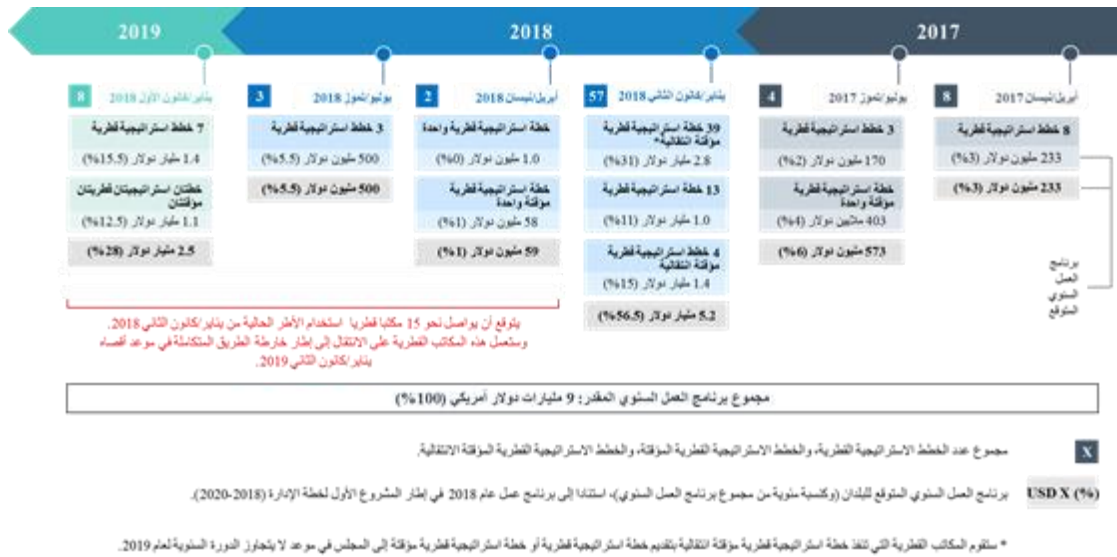 2017
2018
2019
أبريل/نيسان 2017
8
8 خطط استراتيجية قطرية
233 مليون دولار (3%)
233 مليون دولار (3%)
برنامج
العمل
السنوي
المتوقع
يوليو/تموز 2017
4
3 خطط استراتيجية قطرية
170 مليون دولار (2%)
خطة استراتيجية قطرية
مؤقتة واحدة
403 ملايين دولار (4%)
573 مليون دولار (6%)
يناير/كانون الثاني 2018
57
39 خطة استراتيجية قطرية
مؤقتة انتقالية*
2.8 مليار دولار (31%)
13 خطة استراتيجية قطرية
1.0 مليار دولار (11%)
4 خطط استراتيجية قطرية
مؤقتة انتقالية
1.4 مليار دولار (15%)
5.2 مليار دولار (56.5%)
أبريل/نيسان 2018
2
خطة استراتيجية قطرية واحدة
1.0 مليون دولار (0%)
خطة استراتيجية قطرية
مؤقتة واحدة
58 مليون دولار (1%)
59 مليون دولار (1%)
يوليو/تموز 2018
3
3 خطط استراتيجية قطرية
500 مليون دولار (5.5%)
500 مليون دولار (5.5%)
يناير/كانون الأول 2018
8
7 خطط استراتيجية قطرية
1.4 مليار دولار (15.5%)
خطتان استراتيجيتان قطريتان
مؤقتتان
1.1 مليار دولار (12.5%)
2.5 مليار دولار (28%)
يتوقع أن يواصل نحو 15 مكتبا قطريا استخدام الأطر الحالية من يناير/كانون الثاني 2018.
وستعمل هذه المكاتب القطرية على الانتقال إلى إطار خارطة الطريق المتكاملة في موعد أقصاه
يناير/كانون الثاني 2019.
مجموع برنامج العمل السنوي المقدر: 9 مليارات دولار أمريكي (100%)
X مجموع عدد الخطط الاستراتيجية القطرية، والخطط الاستراتيجية القطرية المؤقتة، والخطط الاستراتيجية القطرية المؤقتة الانتقالية.
USD X (%) برنامج العمل السنوي المتوقع للبلدان (وكنسبة مئوية من مجموع برنامج العمل السنوي)، استنادا إلى برنامج عمل عام 2018 في إطار المشروع الأول لخطة الإدارة (2018-2020).
* ستقوم المكاتب القطرية التي تنفذ خطة استراتيجية قطرية مؤقتة انتقالية بتقديم خطة استراتيجية قطرية أو خطة استراتيجية قطرية مؤقتة إلى المجلس في موعد لا يتجاوز الدورة السنوية لعام 2019.